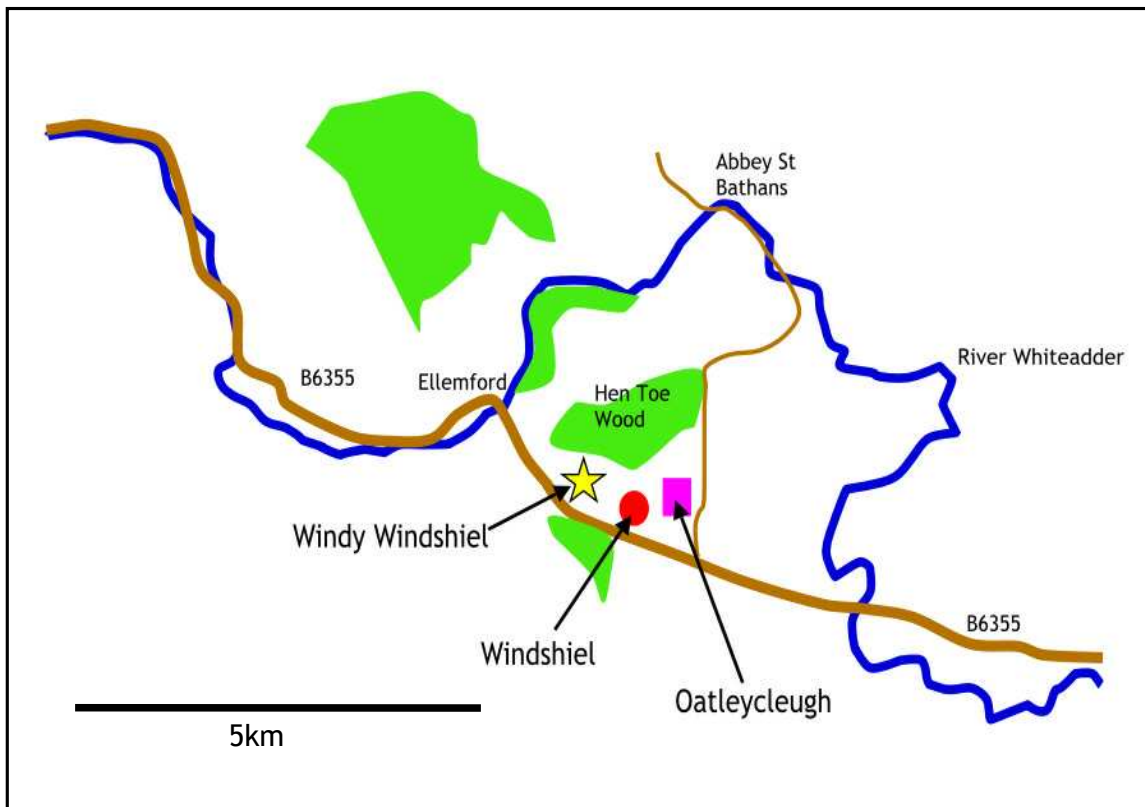 Abbey St
Bathans
River Whiteadder
B6355
Ellemford
Hen Toe
Wood
Windy Windshiel
B6355
Windshiel
Oatleycleugh
5km